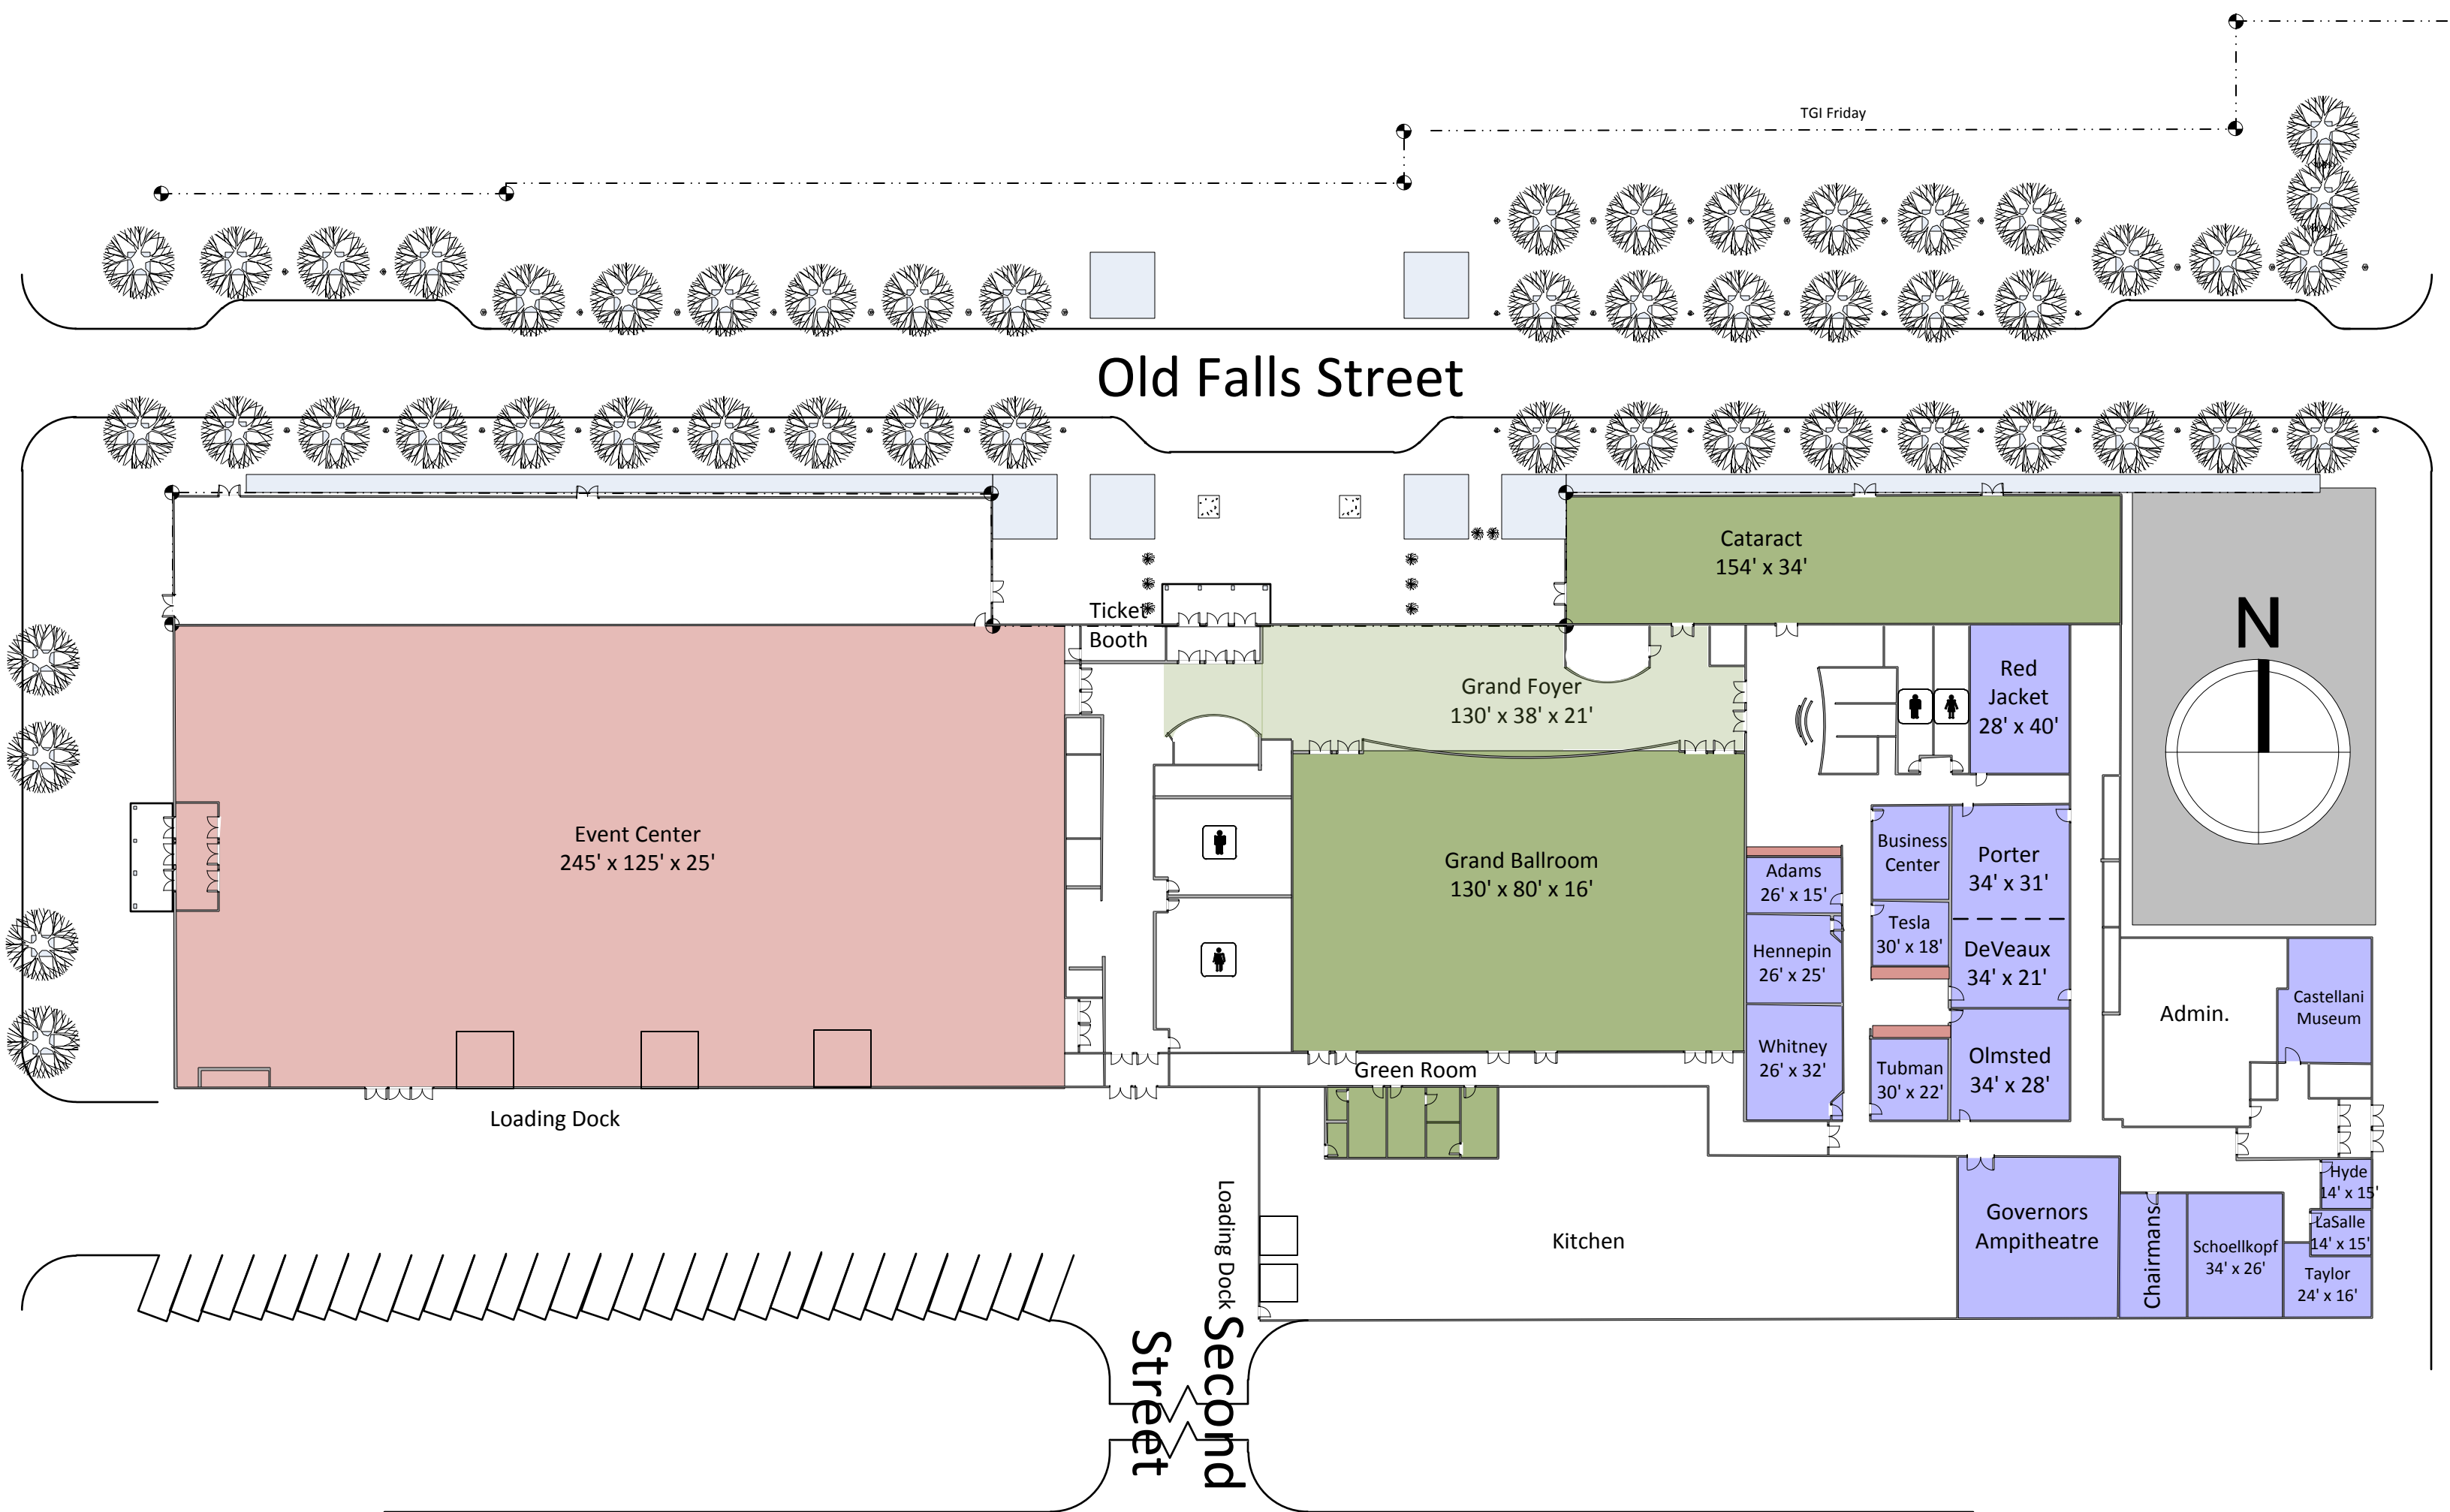 TGI Friday
Old Falls Street
Cataract
154' x 34'
N
Ticket
Booth
Grand Foyer
130' x 38' x 21'
Red
Jacket
28' x 40'
Event Center
245' x 125' x 25'
Grand Ballroom
130' x 80' x 16'
Adams
26' x 15'
Business
Center
Porter
34' x 31'
Tesla
30' x 18'
Hennepin
26' x 25'
DeVeaux
34' x 21'
Admin.
Castellani
Museum
Whitney
26' x 32'
Tubman
30' x 22'
Olmsted
34' x 28'
Green Room
Loading Dock
Loading Dock
Kitchen
Governors
Ampitheatre
Chairmans
Schoellkopf
34' x 26'
Hyde
14' x 15'
LaSalle
14' x 15'
Taylor
24' x 16'
Second
Street